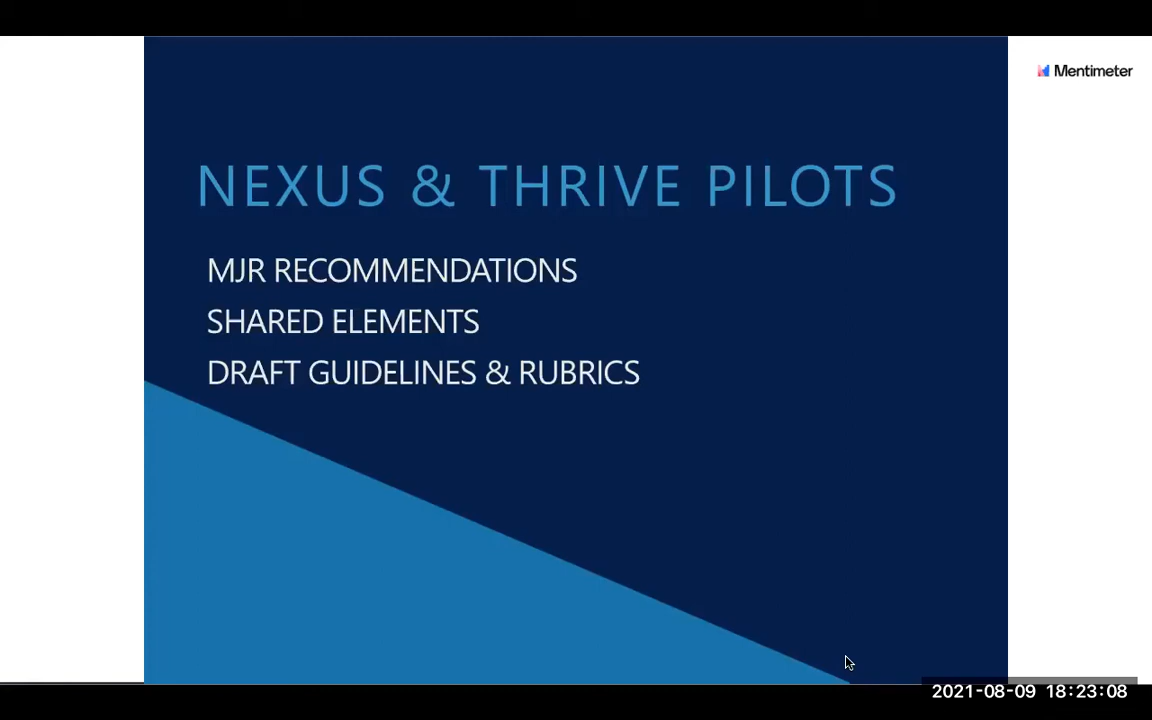 Mentimeter
NEXUS & THRIVE PILOTS
MJR RECOMMENDATIONS
SHARED ELEMENTS
DRAFT GUIDELINES & RUBRICS
2021-08-09 18:23:08